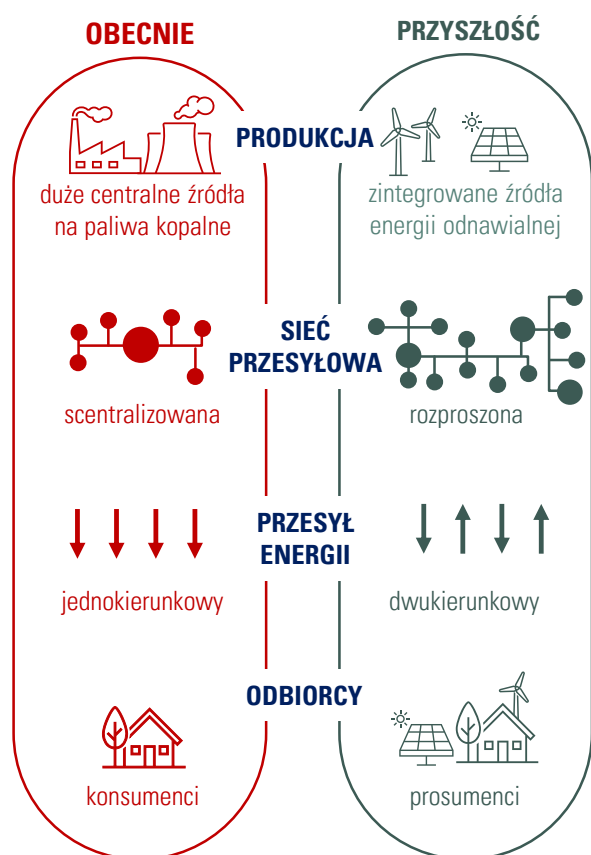 OBECNIE
PRZYSZŁOŚĆ
PRODUKCJA
duże centralne źródła
na paliwa kopalne
zintegrowane źródła
energii odnawialnej
SIEĆ
PRZESYŁOWA
scentralizowana
rozproszona
PRZESYŁ
ENERGII
jednokierunkowy
dwukierunkowy
ODBIORCY
konsumenci
prosumenci